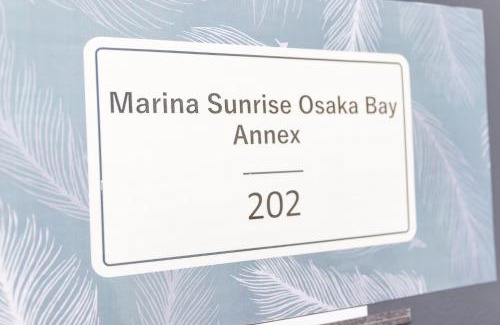 Marina Sunrise Osaka Bay
Annex
202